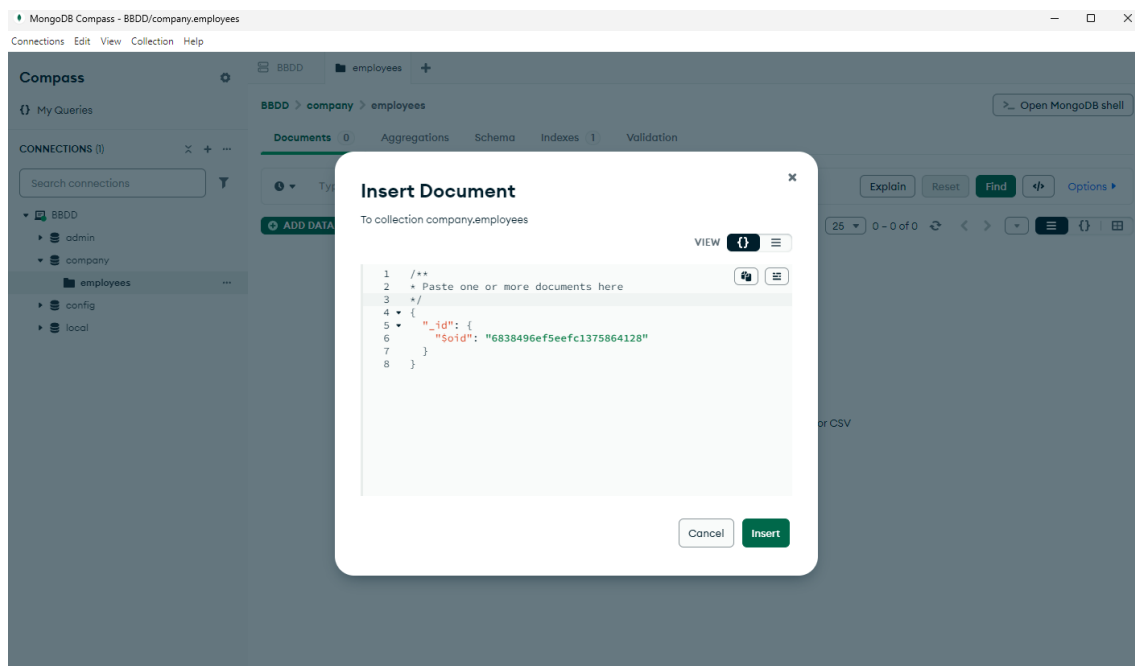 MongoDB Compass - BBDD/company.employees
Connections Edit View Collection Help
Compass
{} My Queries
CONNECTIONS (1)
Search connections
BBDD
admin
company
employees
config
local
BBDD employees
BBDD > company > employees
>_ Open MongoDB shell
Documents 0 Aggregations Schema Indexes 1 Validation
Explain Reset Find </> Options
ADD DATA
25 0 - 0 of 0
or CSV
Insert Document
To collection company.employees
VIEW {}
1 /**
2 * Paste one or more documents here
3 */
4 {
5 "_id": {
6 "$oid": "6838496ef5eefc1375864128"
7 }
8 }
Cancel Insert